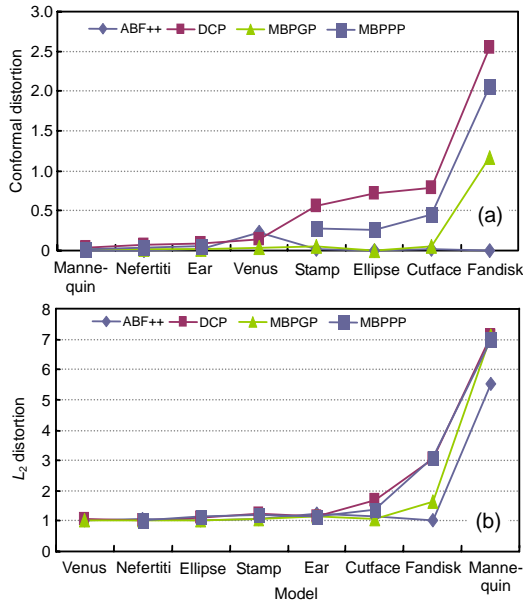 3.0
2.5
2.0
1.5
1.0
0.5
0
Conformal distortion
ABF++ DCP MBPGP MBPPP
(a)
Manne-
quin
Nefertiti Ear Venus Stamp Ellipse Cutface Fandisk
8
7
6
5
4
3
2
1
0
L2 distortion
ABF++ DCP MBPGP MBPPP
(b)
Venus Nefertiti Ellipse Stamp Ear Cutface Fandisk Manne-
quin
Model